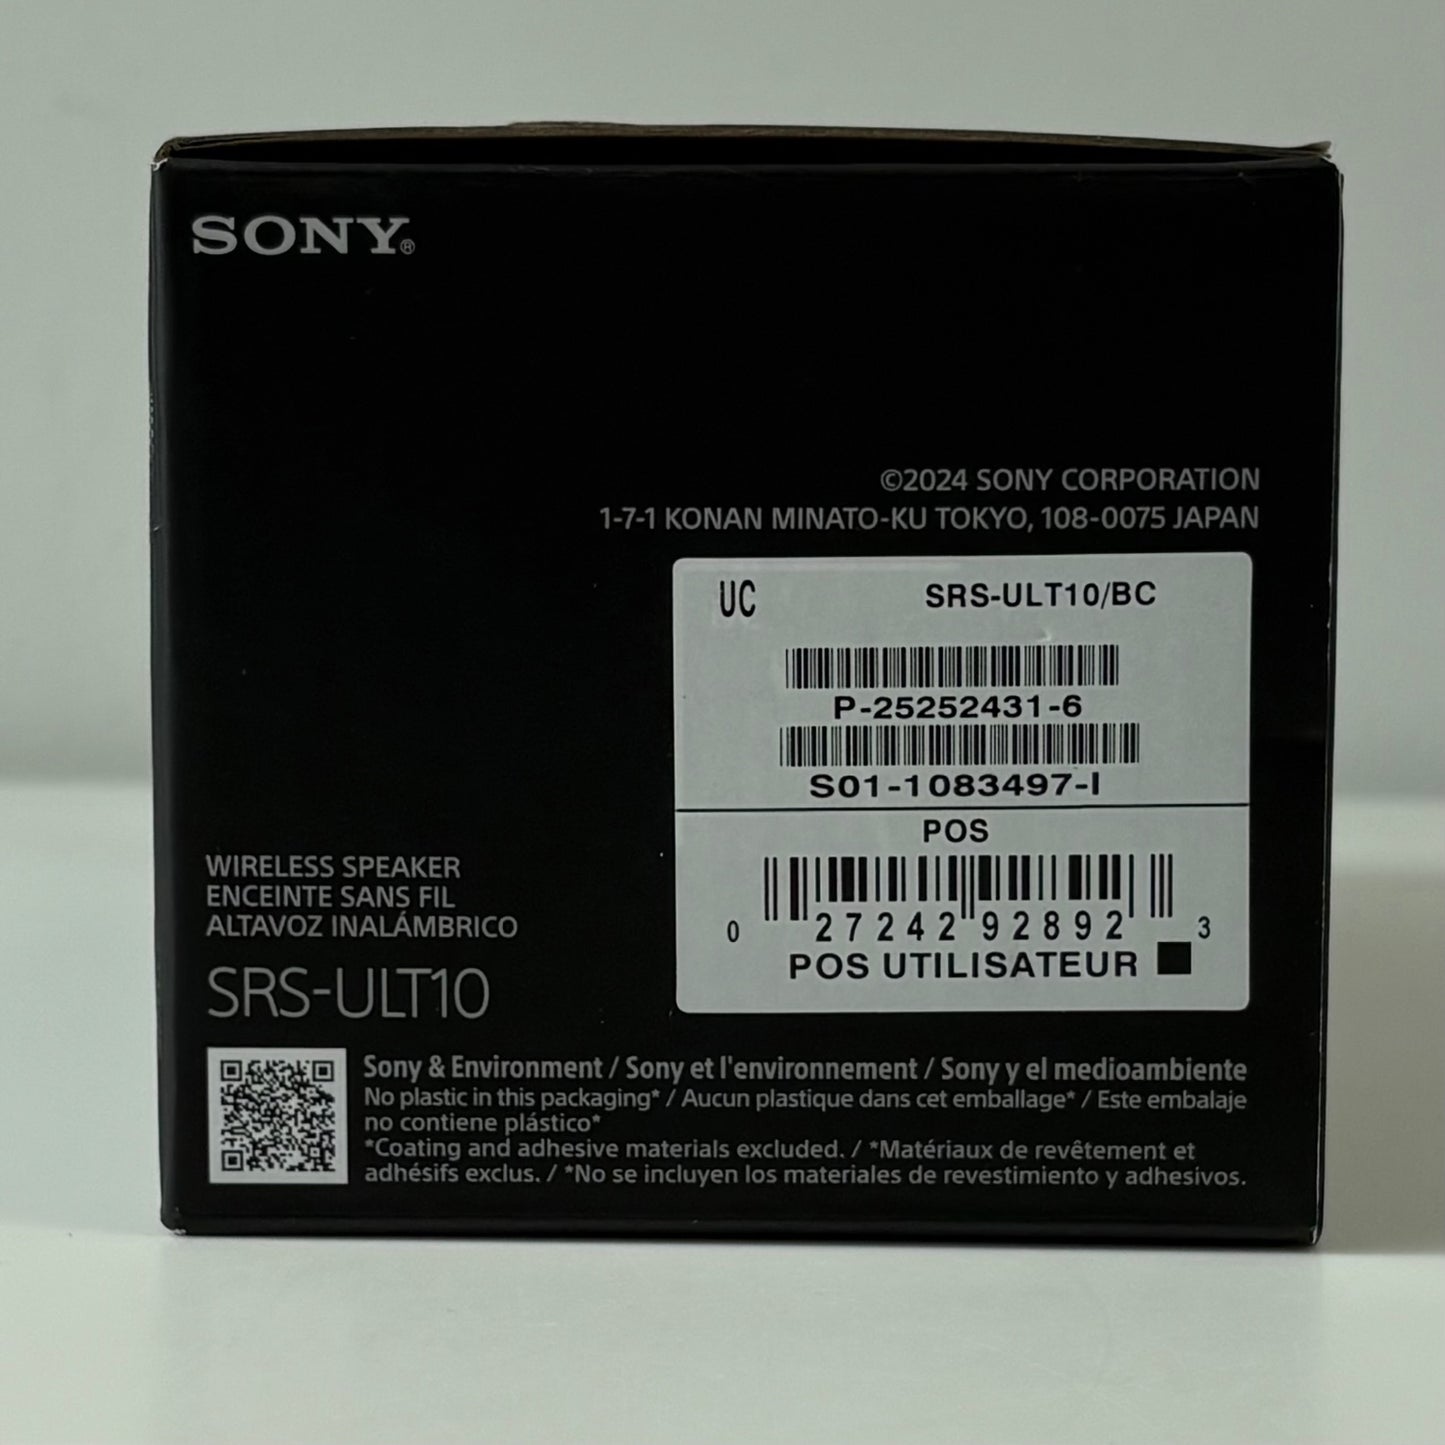 SONY®
©2024 SONY CORPORATION
1-7-1 KONAN MINATO-KU TOKYO, 108-0075 JAPAN
UC SRS-ULT10/BC
P-25252431-6
S01-1083497-I
POS
0 27242 92892 3
POS UTILISATEUR
WIRELESS SPEAKER
ENCEINTE SANS FIL
ALTAVOZ INALÁMBRICO
SRS-ULT10
Sony & Environment / Sony et l'environnement / Sony y el medioambiente
No plastic in this packaging* / Aucun plastique dans cet emballage* / Este embalaje
no contiene plástico*
*Coating and adhesive materials excluded. / *Matériaux de revêtement et
adhésifs exclus. / *No se incluyen los materiales de revestimiento y adhesivos.